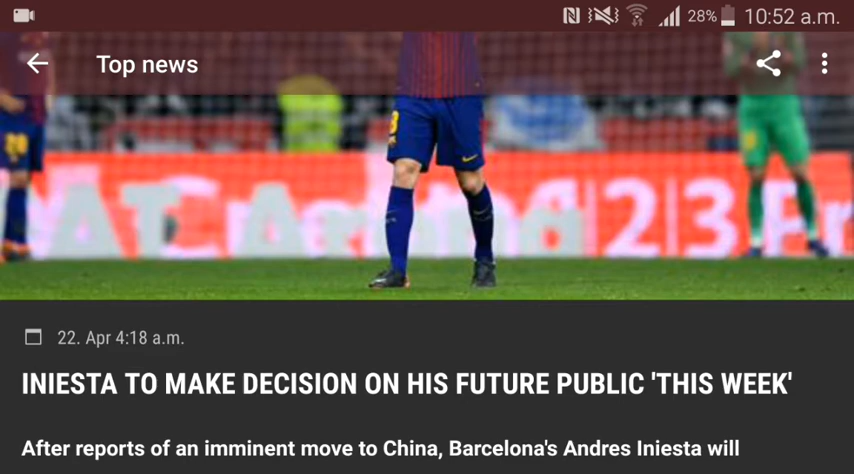 28% 10:52 a.m.
Top news
22. Apr 4:18 a.m.
INIESTA TO MAKE DECISION ON HIS FUTURE PUBLIC 'THIS WEEK'
After reports of an imminent move to China, Barcelona's Andres Iniesta will